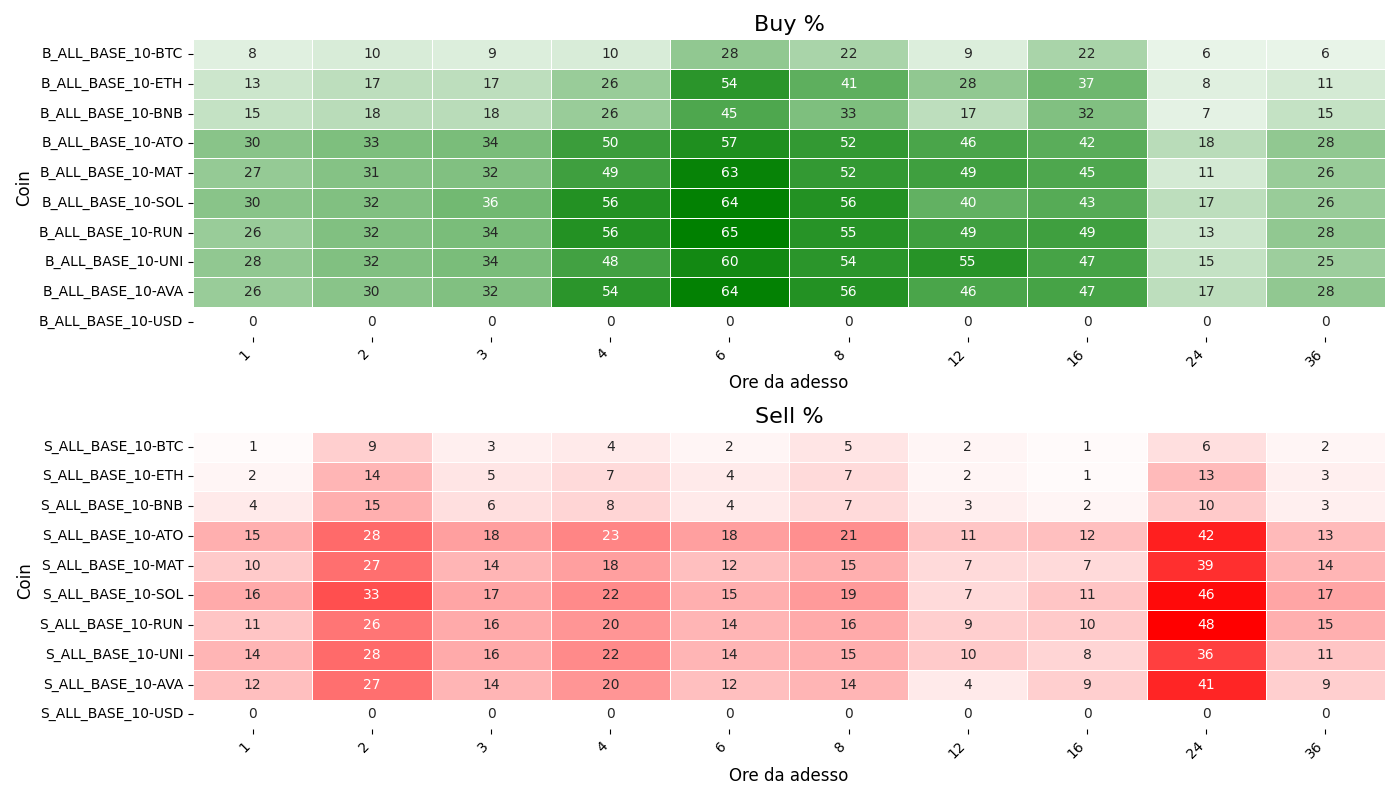 Buy %
Coin
B_ALL_BASE_10-BTC 8 10 9 10 28 22 9 22 6 6
B_ALL_BASE_10-ETH 13 17 17 26 54 41 28 37 8 11
B_ALL_BASE_10-BNB 15 18 18 26 45 33 17 32 7 15
B_ALL_BASE_10-ATO 30 33 34 50 57 52 46 42 18 28
B_ALL_BASE_10-MAT 27 31 32 49 63 52 49 45 11 26
B_ALL_BASE_10-SOL 30 32 36 56 64 56 40 43 17 26
B_ALL_BASE_10-RUN 26 32 34 56 65 55 49 49 13 28
B_ALL_BASE_10-UNI 28 32 34 48 60 54 55 47 15 25
B_ALL_BASE_10-AVA 26 30 32 54 64 56 46 47 17 28
B_ALL_BASE_10-USD 0 0 0 0 0 0 0 0 0 0
1 2 3 4 6 8 12 16 24 36
Ore da adesso
Sell %
Coin
S_ALL_BASE_10-BTC 1 9 3 4 2 5 2 1 6 2
S_ALL_BASE_10-ETH 2 14 5 7 4 7 2 1 13 3
S_ALL_BASE_10-BNB 4 15 6 8 4 7 3 2 10 3
S_ALL_BASE_10-ATO 15 28 18 23 18 21 11 12 42 13
S_ALL_BASE_10-MAT 10 27 14 18 12 15 7 7 39 14
S_ALL_BASE_10-SOL 16 33 17 22 15 19 7 11 46 17
S_ALL_BASE_10-RUN 11 26 16 20 14 16 9 10 48 15
S_ALL_BASE_10-UNI 14 28 16 22 14 15 10 8 36 11
S_ALL_BASE_10-AVA 12 27 14 20 12 14 4 9 41 9
S_ALL_BASE_10-USD 0 0 0 0 0 0 0 0 0 0
1 2 3 4 6 8 12 16 24 36
Ore da adesso